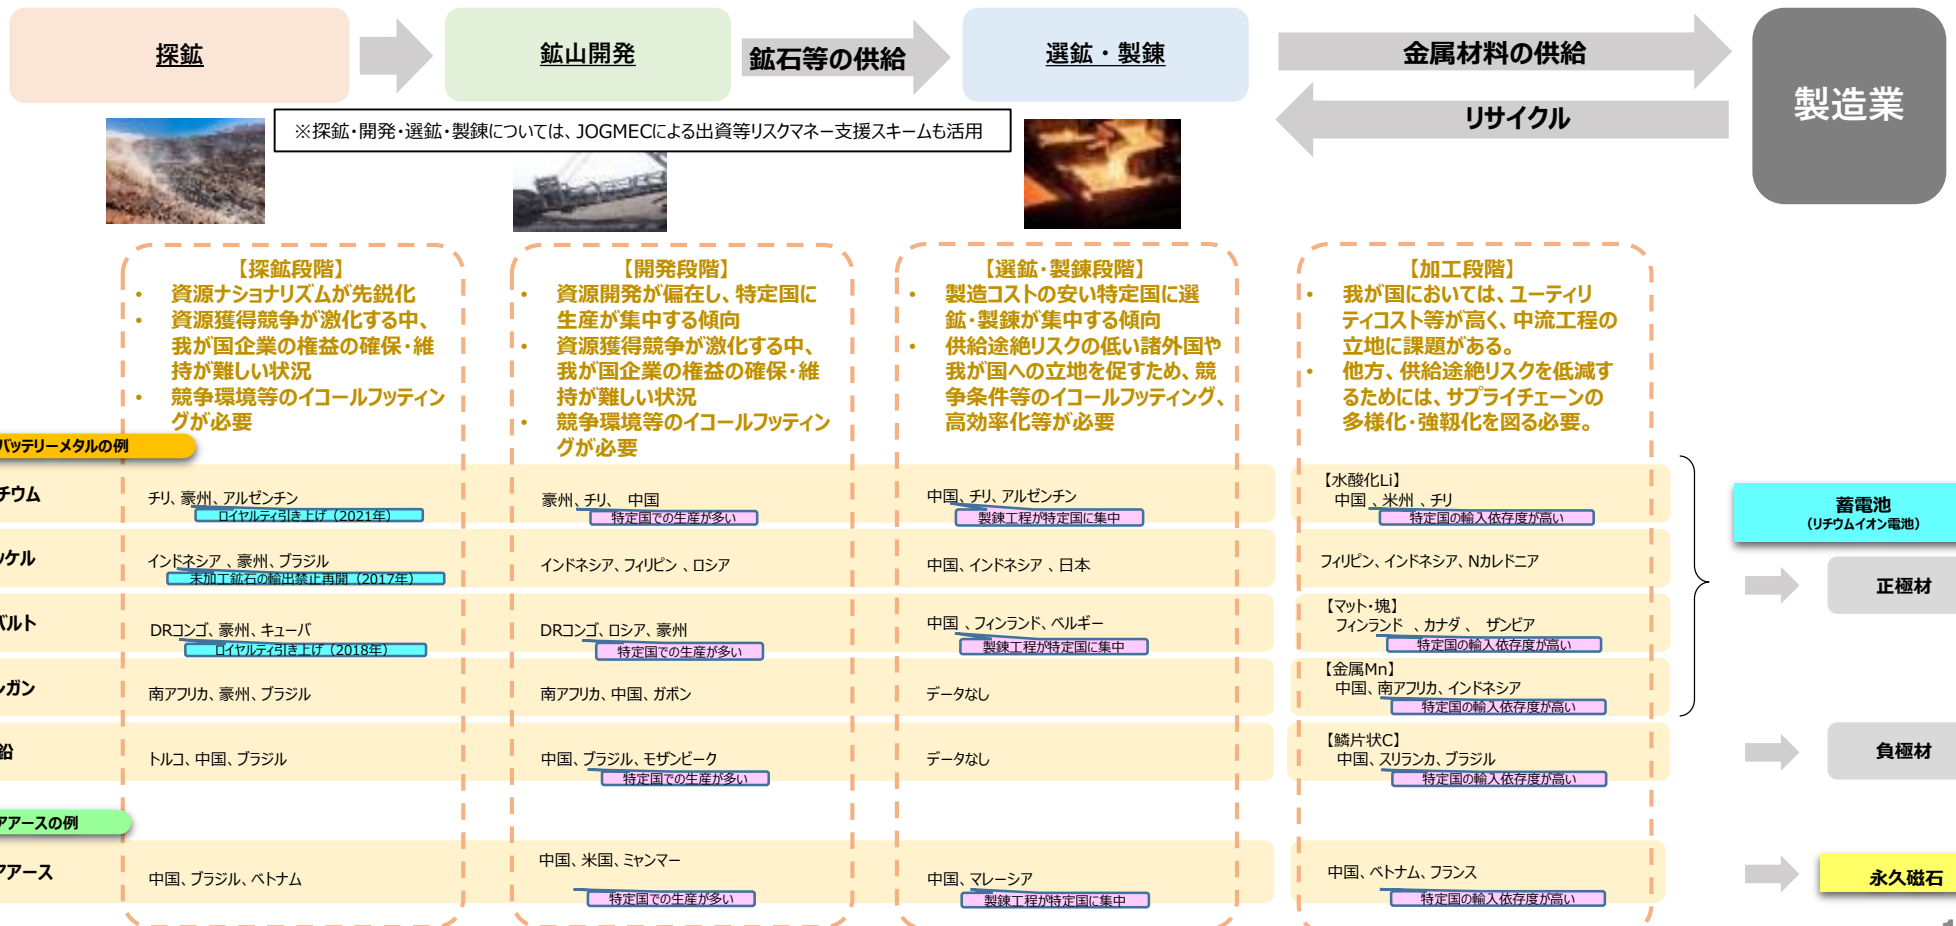 探鉱
鉱山開発
鉱石等の供給
選鉱・製錬
金属材料の供給
リサイクル
製造業
※探鉱・開発・選鉱・製錬については、JOGMECによる出資等リスクマネー支援スキームも活用
【探鉱段階】
• 資源ナショナリズムが先鋭化
• 資源獲得競争が激化する中、
我が国企業の権益の確保・維
持が難しい状況
• 競争環境等のイコールフッティン
グが必要
【開発段階】
• 資源開発が偏在し、特定国に
生産が集中する傾向
• 資源獲得競争が激化する中、
我が国企業の権益の確保・維
持が難しい状況
• 競争環境等のイコールフッティン
グが必要
【選鉱・製錬段階】
• 製造コストの安い特定国に選
鉱・製錬が集中する傾向
• 供給途絶リスクの低い諸外国や
我が国への立地を促すため、競
争条件等のイコールフッティング、
高効率化等が必要
【加工段階】
• 我が国においては、ユーティリ
ティコスト等が高く、中流工程の
立地に課題がある。
• 他方、供給途絶リスクを低減す
るためには、サプライチェーンの
多様化・強靱化を図る必要。
バッテリーメタルの例
チウム
チリ、豪州、アルゼンチン
ロイヤルティ引き上げ（2021年）
豪州、チリ、 中国
特定国での生産が多い
中国、チリ、アルゼンチン
製錬工程が特定国に集中
【水酸化Li】
中国 、米州 、チリ
特定国の輸入依存度が高い
蓄電池
（リチウムイオン電池）
ッケル
インドネシア 、豪州、ブラジル
未加工鉱石の輸出禁止再開（2017年）
インドネシア、フィリピン 、ロシア
中国、インドネシア 、日本
フィリピン、インドネシア、Nカレドニア
正極材
バルト
DRコンゴ、豪州、キューバ
ロイヤルティ引き上げ（2018年）
DRコンゴ、ロシア、豪州
特定国での生産が多い
中国 、フィンランド、ベルギー
製錬工程が特定国に集中
【マット・塊】
フィンランド 、カナダ 、 ザンビア
特定国の輸入依存度が高い
ンガン
南アフリカ、豪州、ブラジル
南アフリカ、中国、ガボン
データなし
【金属Mn】
中国、南アフリカ、インドネシア
特定国の輸入依存度が高い
鉛
トルコ、中国、ブラジル
中国、ブラジル、モザンビーク
特定国での生産が多い
データなし
【鱗片状C】
中国、スリランカ、ブラジル
特定国の輸入依存度が高い
負極材
アアースの例
アアース
中国、ブラジル、ベトナム
中国、米国、ミャンマー
特定国での生産が多い
中国、マレーシア
製錬工程が特定国に集中
中国、ベトナム、フランス
特定国の輸入依存度が高い
永久磁石